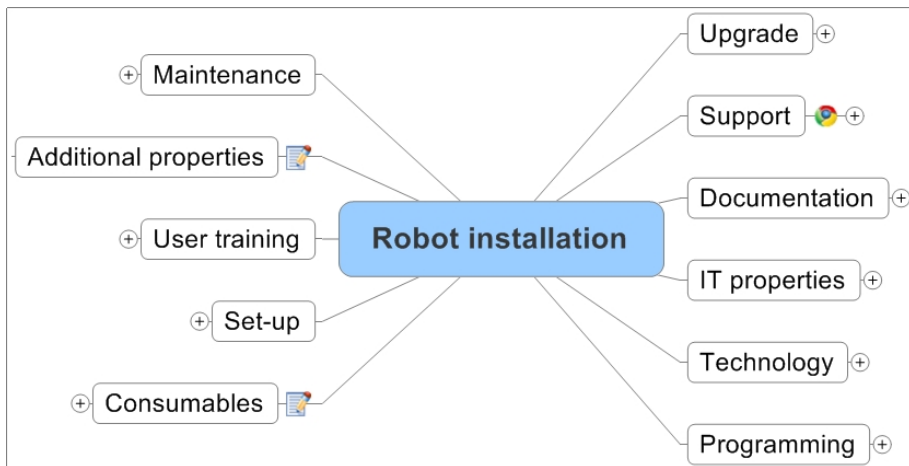 Upgrade
Maintenance
Support
Additional properties
Documentation
User training
Robot installation
IT properties
Set-up
Technology
Consumables
Programming